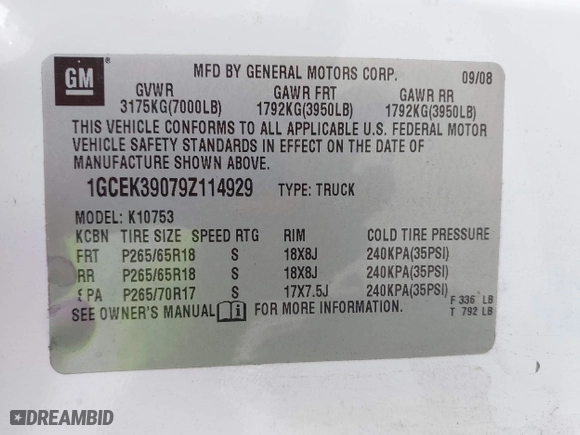 GM
MFD BY GENERAL MOTORS CORP. 09/08
GVWR GAWR FRT GAWR RR
3175KG(7000LB) 1792KG(3950LB) 1792KG(3950LB)
THIS VEHICLE CONFORMS TO ALL APPLICABLE U.S. FEDERAL MOTOR
VEHICLE SAFETY STANDARDS IN EFFECT ON THE DATE OF
MANUFACTURE SHOWN ABOVE.
1GCEK39079Z114929 TYPE: TRUCK
MODEL: K10753
KCBN TIRE SIZE SPEED RTG RIM COLD TIRE PRESSURE
FRT P265/65R18 S 18X8J 240KPA(35PSI)
RR P265/65R18 S 18X8J 240KPA(35PSI)
SPA P265/70R17 S 17X7.5J 240KPA(35PSI)
SEE OWNER'S MANUAL FOR MORE INFORMATION.
F 336 LB
T 792 LB
DREAMBID